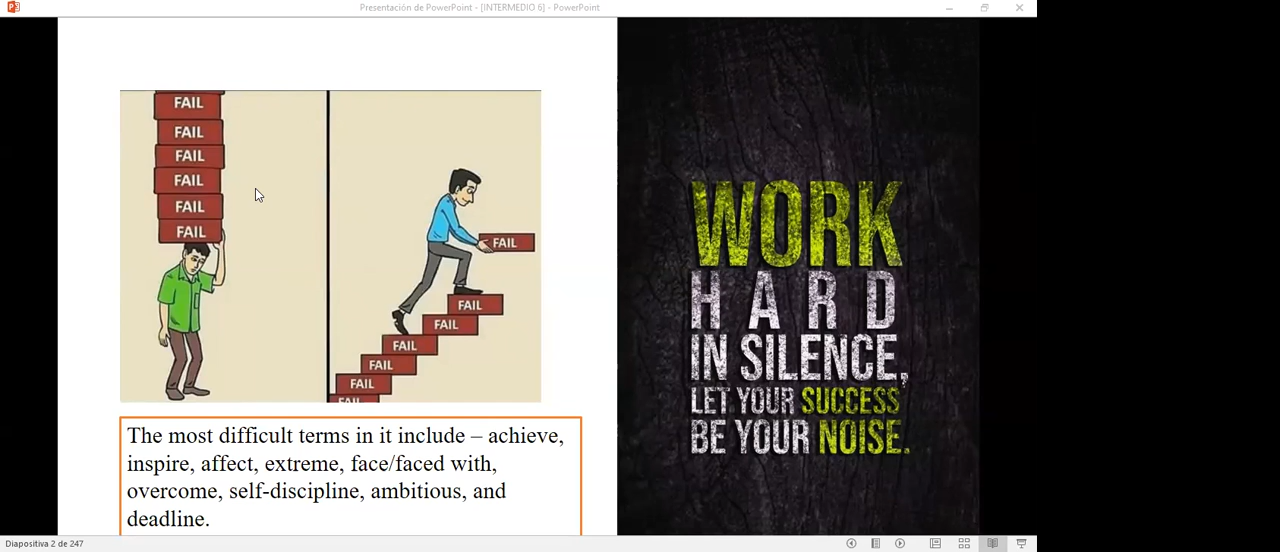 Presentación de PowerPoint - [INTERMEDIO 6] - PowerPoint
FAIL
FAIL
FAIL
FAIL
FAIL
FAIL
FAIL
FAIL
FAIL
FAIL
FAIL
FAIL
FAIL
WORK
HARD
IN SILENCE,
LET YOUR SUCCESS
BE YOUR NOISE.
The most difficult terms in it include – achieve,
inspire, affect, extreme, face/faced with,
overcome, self-discipline, ambitious, and
deadline.
Diapositiva 2 de 247